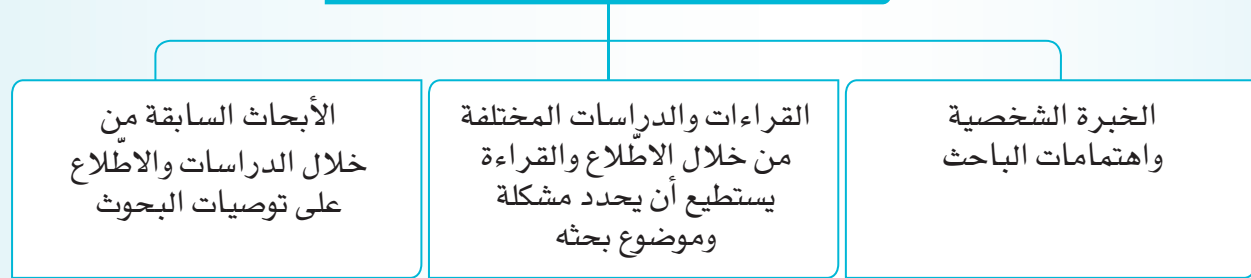 الخبرة الشخصية
واهتمامات الباحث
القراءات والدراسات المختلفة
من خلال الاطّلاع والقراءة
يستطيع أن يحدد مشكلة
وموضوع بحثه
الأبحاث السابقة من
خلال الدراسات والاطّلاع
على توصيات البحوث